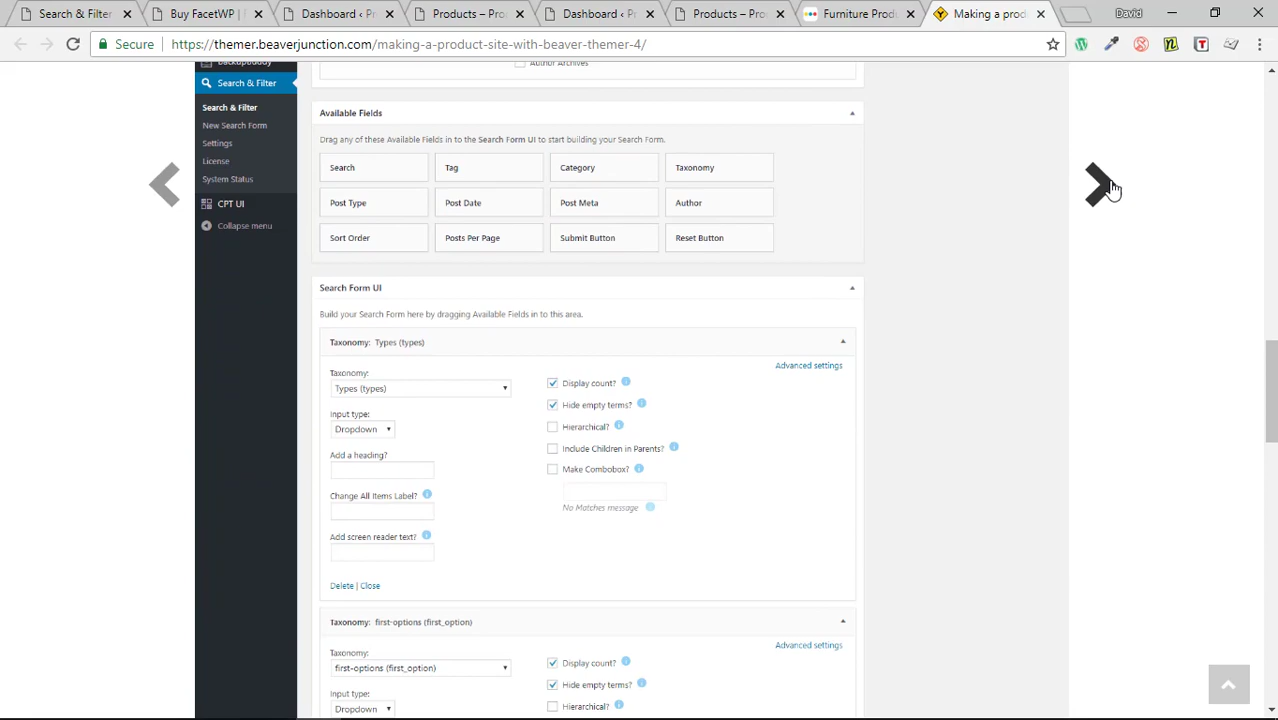 Search & Filter
Buy FacetWP |
Dashboard ‹ P
Products – Pro
Dashboard ‹ P
Products – Pro
Furniture Prod
Making a prod
David
Secure
https://themer.beaverjunction.com/making-a-product-site-with-beaver-themer-4/
BackupBuddy
Author Archives
Search & Filter
Search & Filter
New Search Form
Settings
License
System Status
CPT UI
Collapse menu
Available Fields
Drag any of these Available Fields in to the Search Form UI to start building your Search Form.
Search
Tag
Category
Taxonomy
Post Type
Post Date
Post Meta
Author
Sort Order
Posts Per Page
Submit Button
Reset Button
Search Form UI
Build your Search Form here by dragging Available Fields in to this area.
Taxonomy: Types (types)
Advanced settings
Taxonomy:
Types (types)
Display count?
Hide empty terms?
Input type:
Dropdown
Hierarchical?
Include Children in Parents?
Add a heading?
Make Combobox?
Change All Items Label?
No Matches message
Add screen reader text?
Delete | Close
Taxonomy: first-options (first_option)
Advanced settings
Taxonomy:
first-options (first_option)
Display count?
Hide empty terms?
Input type:
Dropdown
Hierarchical?